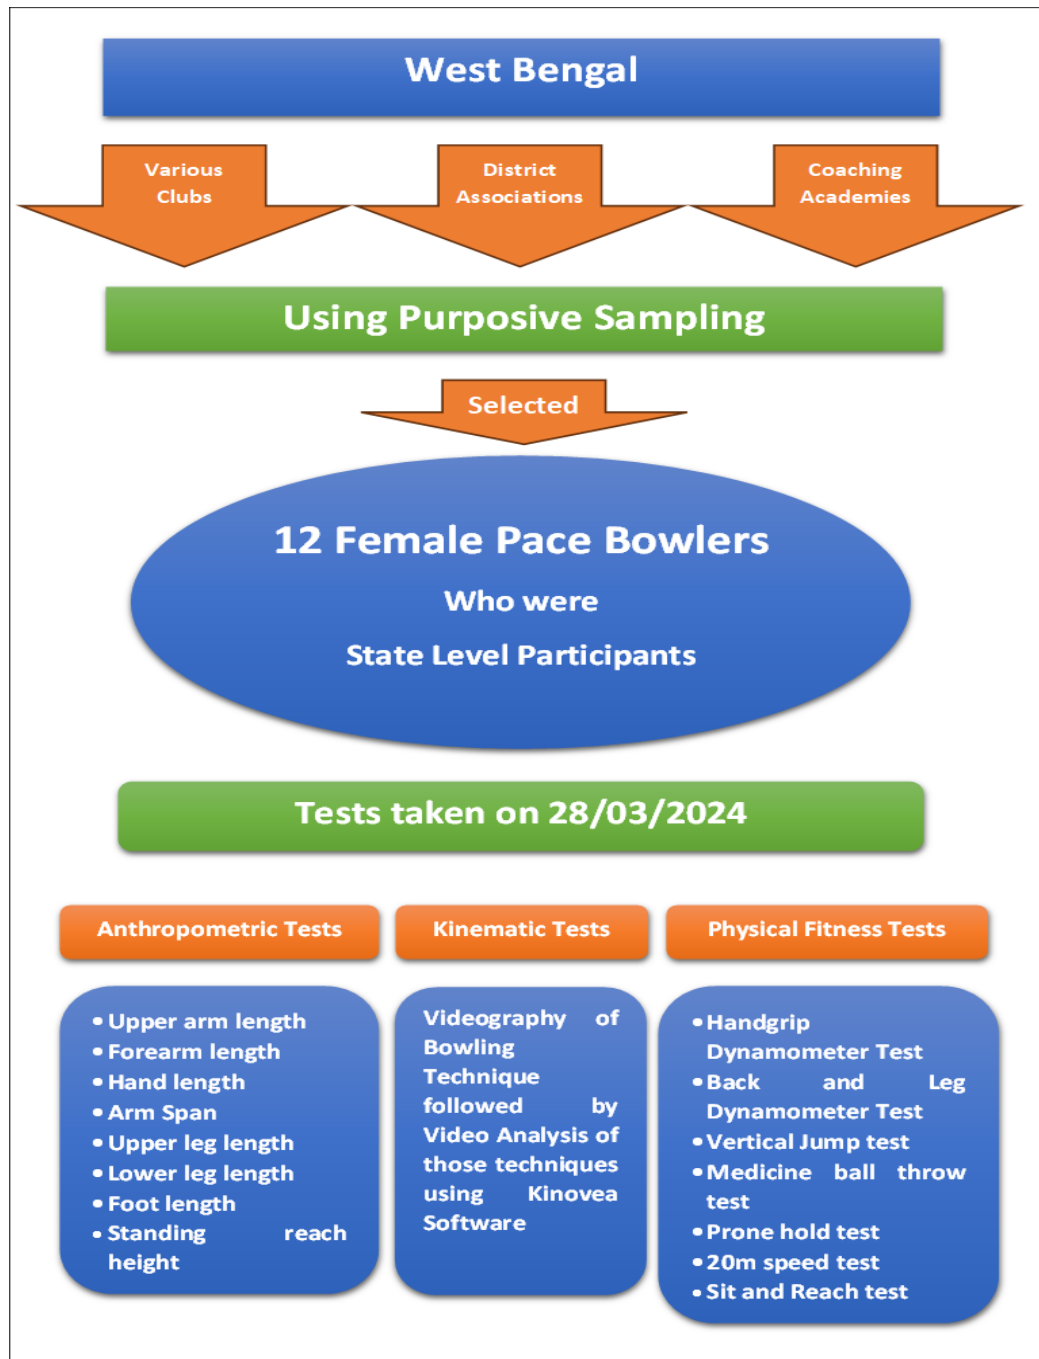 West Bengal
Various
Clubs
District
Associations
Coaching
Academies
Using Purposive Sampling
Selected
12 Female Pace Bowlers
Who were
State Level Participants
Tests taken on 28/03/2024
Anthropometric Tests
• Upper arm length
• Forearm length
• Hand length
• Arm Span
• Upper leg length
• Lower leg length
• Foot length
• Standing reach
height
Kinematic Tests
Videography of
Bowling
Technique
followed by
Video Analysis of
those techniques
using Kinovea
Software
Physical Fitness Tests
• Handgrip
Dynamometer Test
• Back and Leg
Dynamometer Test
• Vertical Jump test
• Medicine ball throw
test
• Prone hold test
• 20m speed test
• Sit and Reach test